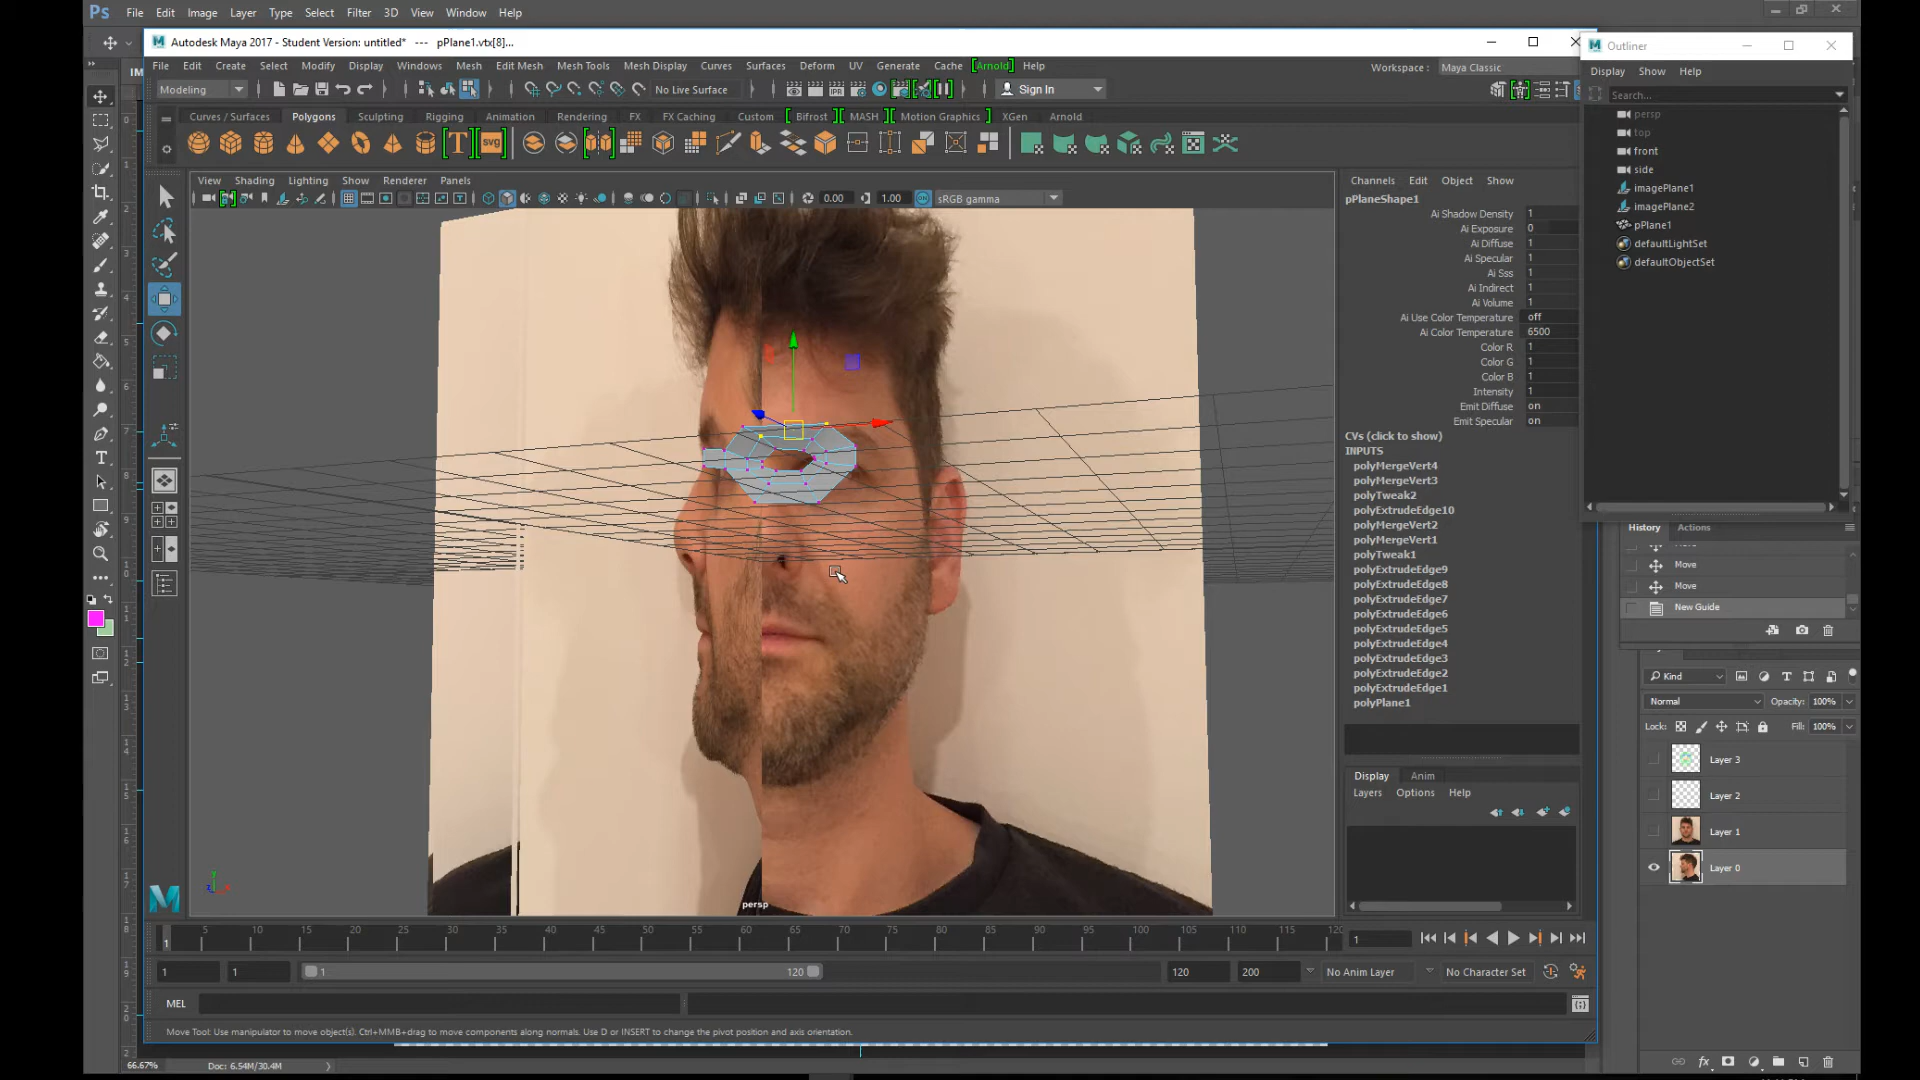 Ps File Edit Image Layer Type Select Filter 3D View Window Help
Autodesk Maya 2017 - Student Version: untitled* --- pPlane1.vtx[8]...
File Edit Create Select Modify Display Windows Mesh Edit Mesh Mesh Tools Mesh Display Curves Surfaces Deform UV Generate Cache [Arnold] Help
Workspace : Maya Classic
Modeling No Live Surface Sign In
Curves / Surfaces Polygons Sculpting Rigging Animation Rendering FX FX Caching Custom Bifrost MASH Motion Graphics XGen Arnold
View Shading Lighting Show Renderer Panels
0.00 1.00 sRGB gamma
persp
Channels Edit Object Show
pPlaneShape1
Ai Shadow Density 1
Ai Exposure 0
Ai Diffuse 1
Ai Specular 1
Ai Sss 1
Ai Indirect 1
Ai Volume 1
Ai Use Color Temperature off
Ai Color Temperature 6500
Color R 1
Color G 1
Color B 1
Intensity 1
Emit Diffuse on
Emit Specular on
CVs (click to show)
INPUTS
polyMergeVert4
polyMergeVert3
polyTweak2
polyExtrudeEdge10
polyMergeVert2
polyMergeVert1
polyTweak1
polyExtrudeEdge9
polyExtrudeEdge8
polyExtrudeEdge7
polyExtrudeEdge6
polyExtrudeEdge5
polyExtrudeEdge4
polyExtrudeEdge3
polyExtrudeEdge2
polyExtrudeEdge1
polyPlane1
Display Anim
Layers Options Help
Outliner
Display Show Help
Search...
persp
top
front
side
imagePlane1
imagePlane2
pPlane1
defaultLightSet
defaultObjectSet
History Actions
Move
Move
New Guide
Kind
Normal Opacity: 100%
Lock: Fill: 100%
Layer 3
Layer 2
Layer 1
Layer 0
1 5 10 15 20 25 30 35 40 45 50 55 60 65 70 75 80 85 90 95 100 105 110 115 120
1
1 1 1 120 120 200 No Anim Layer No Character Set
MEL
Move Tool: Use manipulator to move object(s). Ctrl+MMB+drag to move components along normals. Use D or INSERT to change the pivot position and axis orientation.
66.67% Doc: 6.54M/30.4M